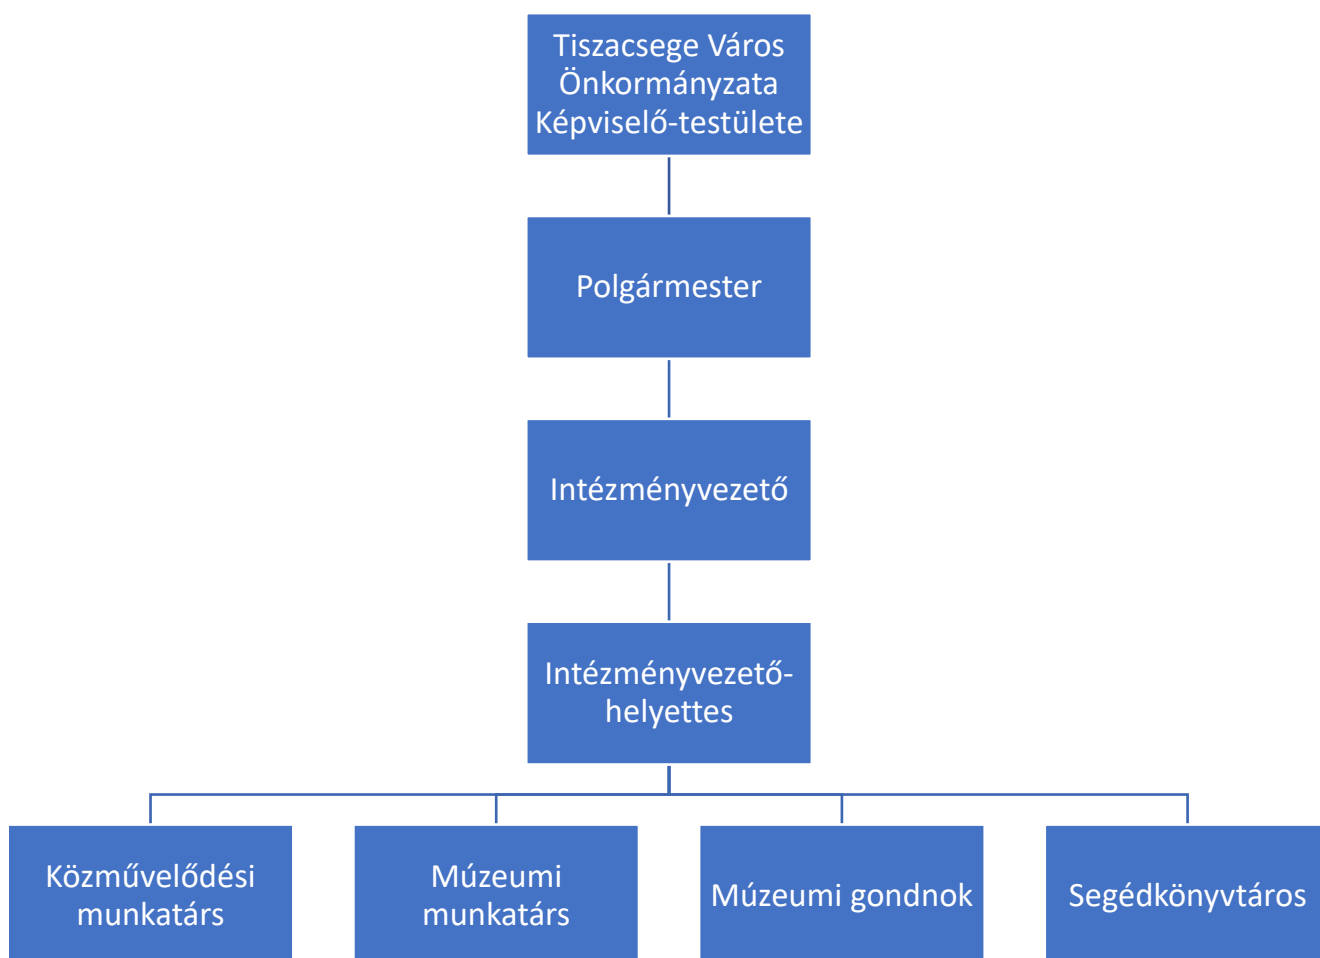 Tiszacsege Város
Önkormányzata
Képviselő-testülete
Polgármester
Intézményvezető
Intézményvezető-
helyettes
Közművelődési
munkatárs
Múzeumi
munkatárs
Múzeumi gondnok
Segédkönyvtáros